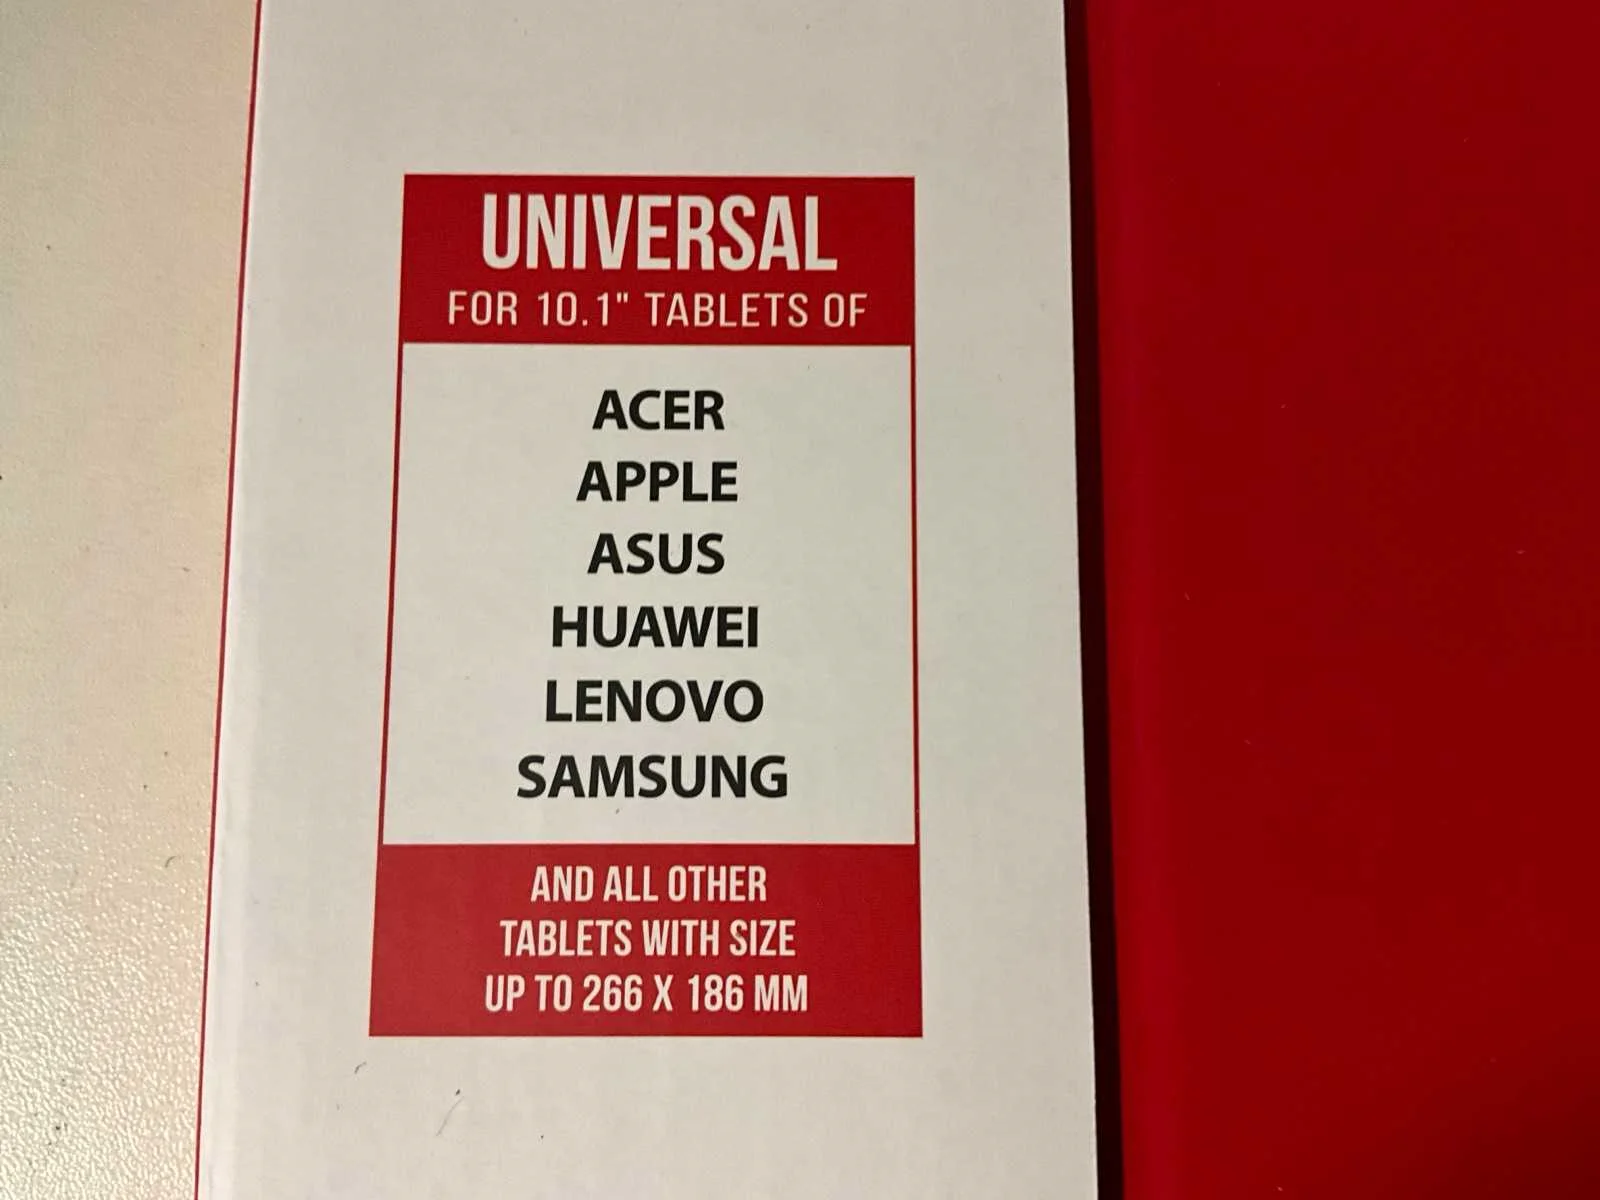 UNIVERSAL
FOR 10.1" TABLETS OF
ACER
APPLE
ASUS
HUAWEI
LENOVO
SAMSUNG
AND ALL OTHER
TABLETS WITH SIZE
UP TO 266 X 186 MM